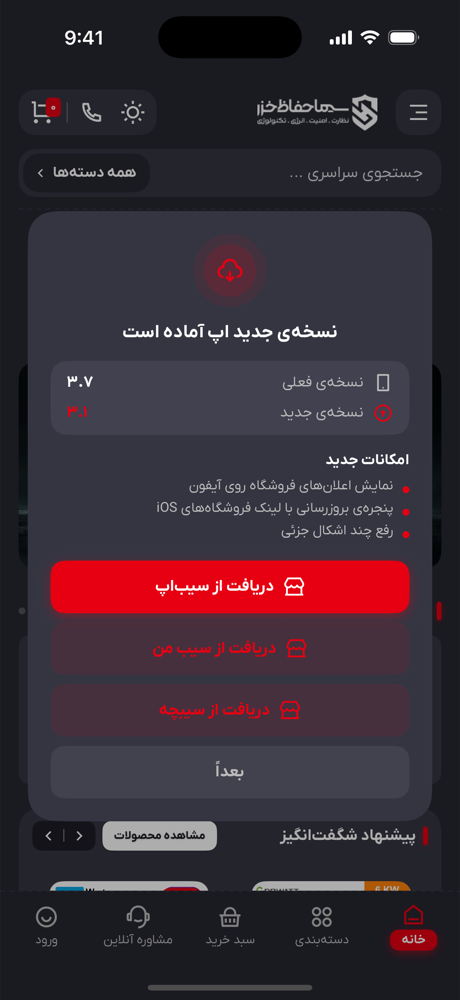 9:41
سهاحفاظ خزر
نظارت . امنیت . انرژی . تکنولوژی
۰
جستجوی سراسری ...
همه دسته‌ها
نسخه‌ی جدید اپ آماده است
نسخه‌ی فعلی ۳.۷
نسخه‌ی جدید ۳.۱
امکانات جدید
نمایش اعلان‌های فروشگاه روی آیفون
پنجره‌ی بروزرسانی با لینک فروشگاه‌های iOS
رفع چند اشکال جزئی
دریافت از سیب‌اپ
دریافت از سیب من
دریافت از سیبچه
بعداً
پیشنهاد شگفت‌انگیز
مشاهده محصولات
6 KW
خانه
دسته‌بندی
سبد خرید
مشاوره آنلاین
ورود